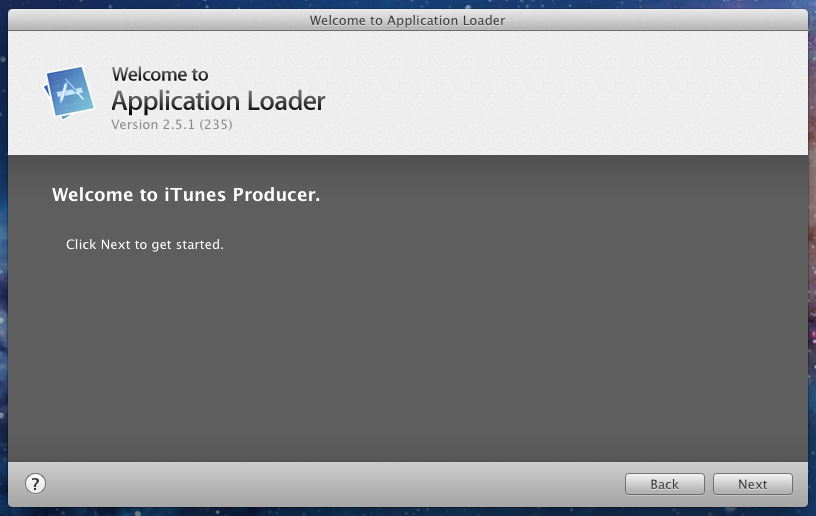 Welcome to Application Loader
Welcome to
Application Loader
Version 2.5.1 (235)
Welcome to iTunes Producer.
Click Next to get started.
?
Back
Next